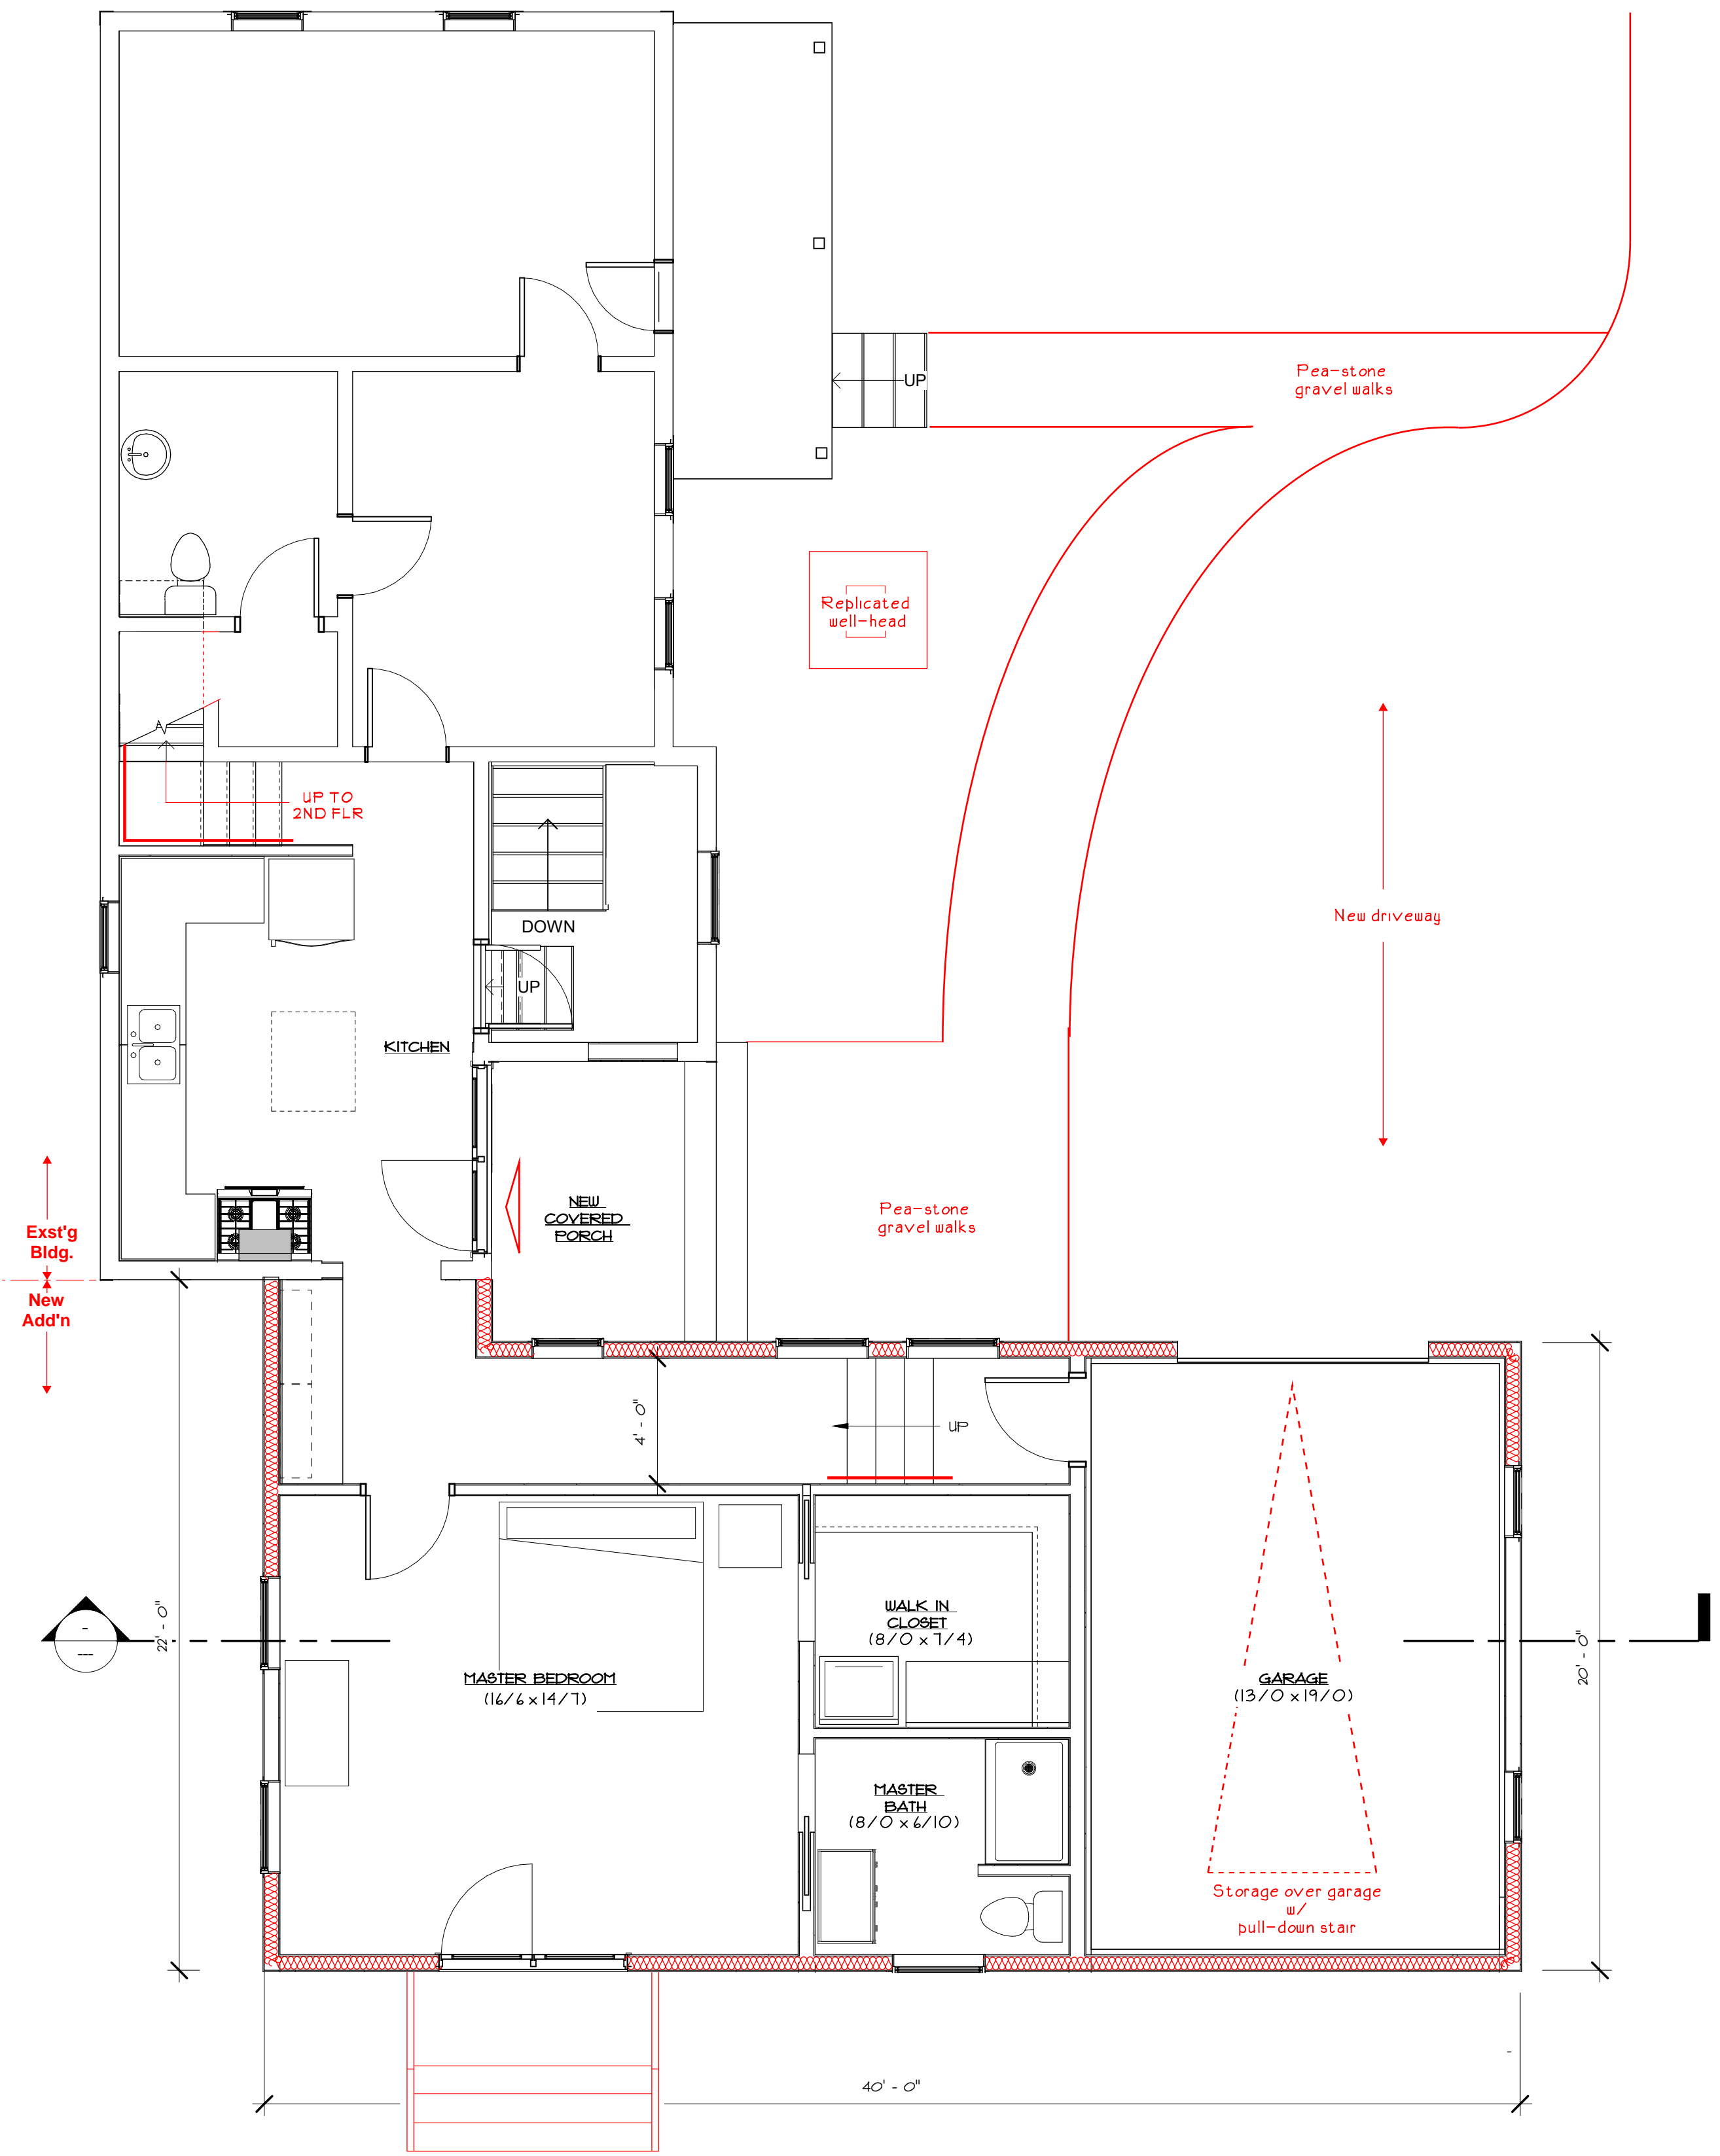 UP
Pea-stone
gravel walks
Replicated
well-head
UP TO
2ND FLR
DOWN
UP
New driveway
KITCHEN
NEW
COVERED
PORCH
Pea-stone
gravel walks
Exst'g
Bldg.
New
Add'n
4' - 0"
UP
WALK IN
CLOSET
(8/0 x 7/4)
22' - 0"
-
---
MASTER BEDROOM
(16/6 x 14/7)
GARAGE
(13/0 x 19/0)
20' - 0"
MASTER
BATH
(8/0 x 6/10)
Storage over garage
w/
pull-down stair
40' - 0"